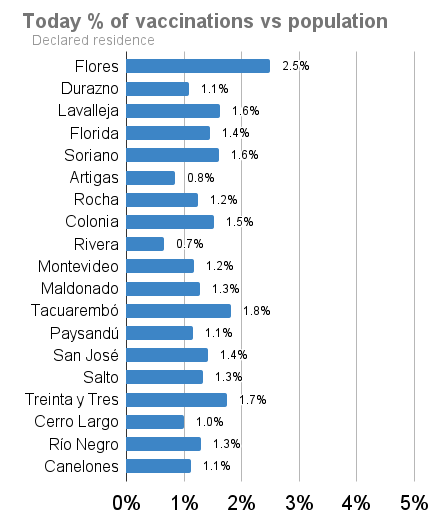 Today % of vaccinations vs population
Declared residence
Flores 2.5%
Durazno 1.1%
Lavalleja 1.6%
Florida 1.4%
Soriano 1.6%
Artigas 0.8%
Rocha 1.2%
Colonia 1.5%
Rivera 0.7%
Montevideo 1.2%
Maldonado 1.3%
Tacuarembó 1.8%
Paysandú 1.1%
San José 1.4%
Salto 1.3%
Treinta y Tres 1.7%
Cerro Largo 1.0%
Río Negro 1.3%
Canelones 1.1%
0% 1% 2% 3% 4% 5%